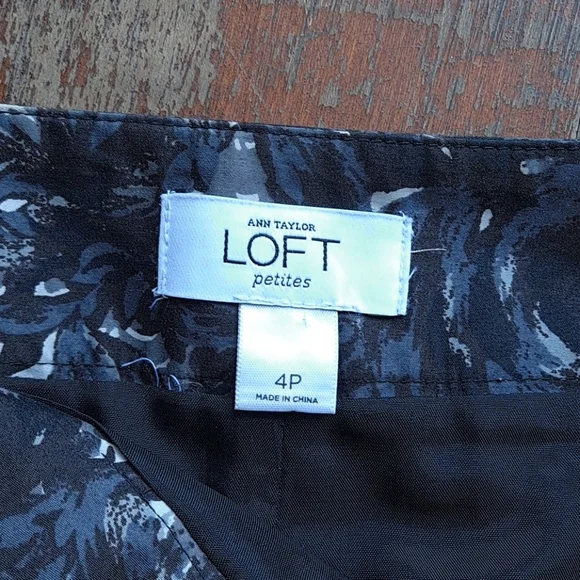 ANN TAYLOR
LOFT
petites
4P
MADE IN CHINA